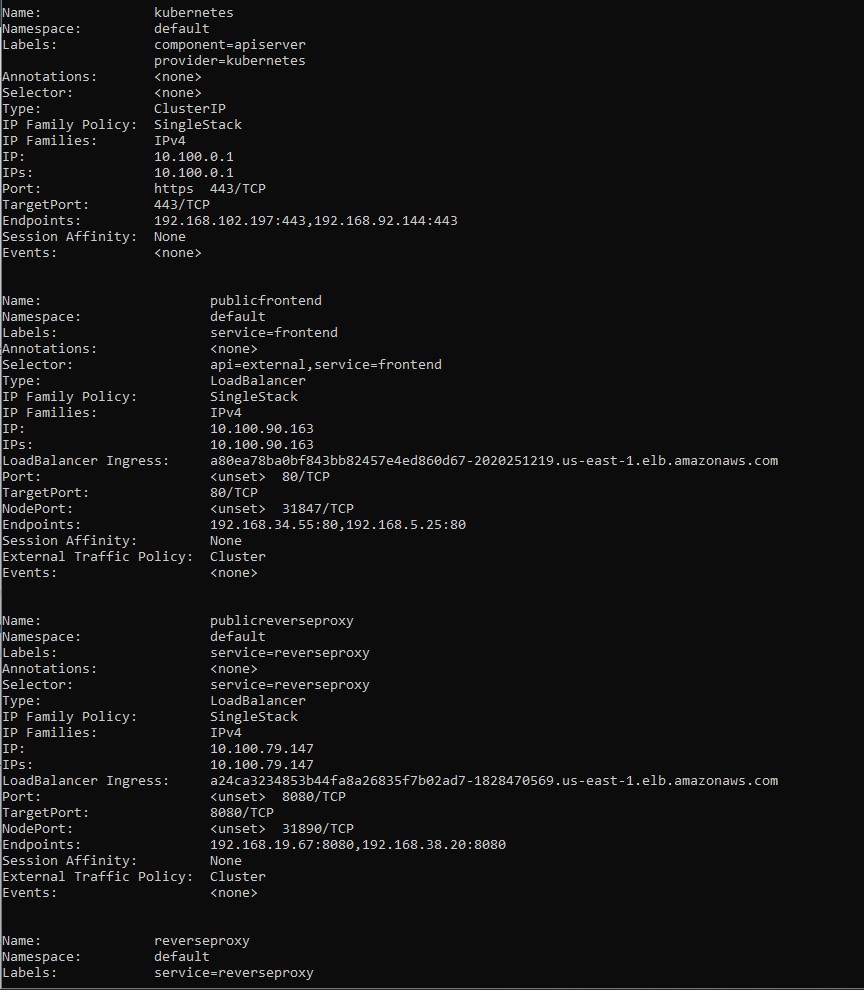 Name:              kubernetes
Namespace:         default
Labels:            component=apiserver
                   provider=kubernetes
Annotations:       <none>
Selector:          <none>
Type:              ClusterIP
IP Family Policy:  SingleStack
IP Families:       IPv4
IP:                10.100.0.1
IPs:               10.100.0.1
Port:              https  443/TCP
TargetPort:        443/TCP
Endpoints:         192.168.102.197:443,192.168.92.144:443
Session Affinity:  None
Events:            <none>

Name:                     publicfrontend
Namespace:                default
Labels:                   service=frontend
Annotations:              <none>
Selector:                 api=external,service=frontend
Type:                     LoadBalancer
IP Family Policy:         SingleStack
IP Families:              IPv4
IP:                       10.100.90.163
IPs:                      10.100.90.163
LoadBalancer Ingress:     a80ea78ba0bf843bb82457e4ed860d67-2020251219.us-east-1.elb.amazonaws.com
Port:                     <unset>  80/TCP
TargetPort:               80/TCP
NodePort:                 <unset>  31847/TCP
Endpoints:                192.168.34.55:80,192.168.5.25:80
Session Affinity:         None
External Traffic Policy:  Cluster
Events:                   <none>

Name:                     publicreverseproxy
Namespace:                default
Labels:                   service=reverseproxy
Annotations:              <none>
Selector:                 service=reverseproxy
Type:                     LoadBalancer
IP Family Policy:         SingleStack
IP Families:              IPv4
IP:                       10.100.79.147
IPs:                      10.100.79.147
LoadBalancer Ingress:     a24ca3234853b44fa8a26835f7b02ad7-1828470569.us-east-1.elb.amazonaws.com
Port:                     <unset>  8080/TCP
TargetPort:               8080/TCP
NodePort:                 <unset>  31890/TCP
Endpoints:                192.168.19.67:8080,192.168.38.20:8080
Session Affinity:         None
External Traffic Policy:  Cluster
Events:                   <none>

Name:              reverseproxy
Namespace:         default
Labels:            service=reverseproxy